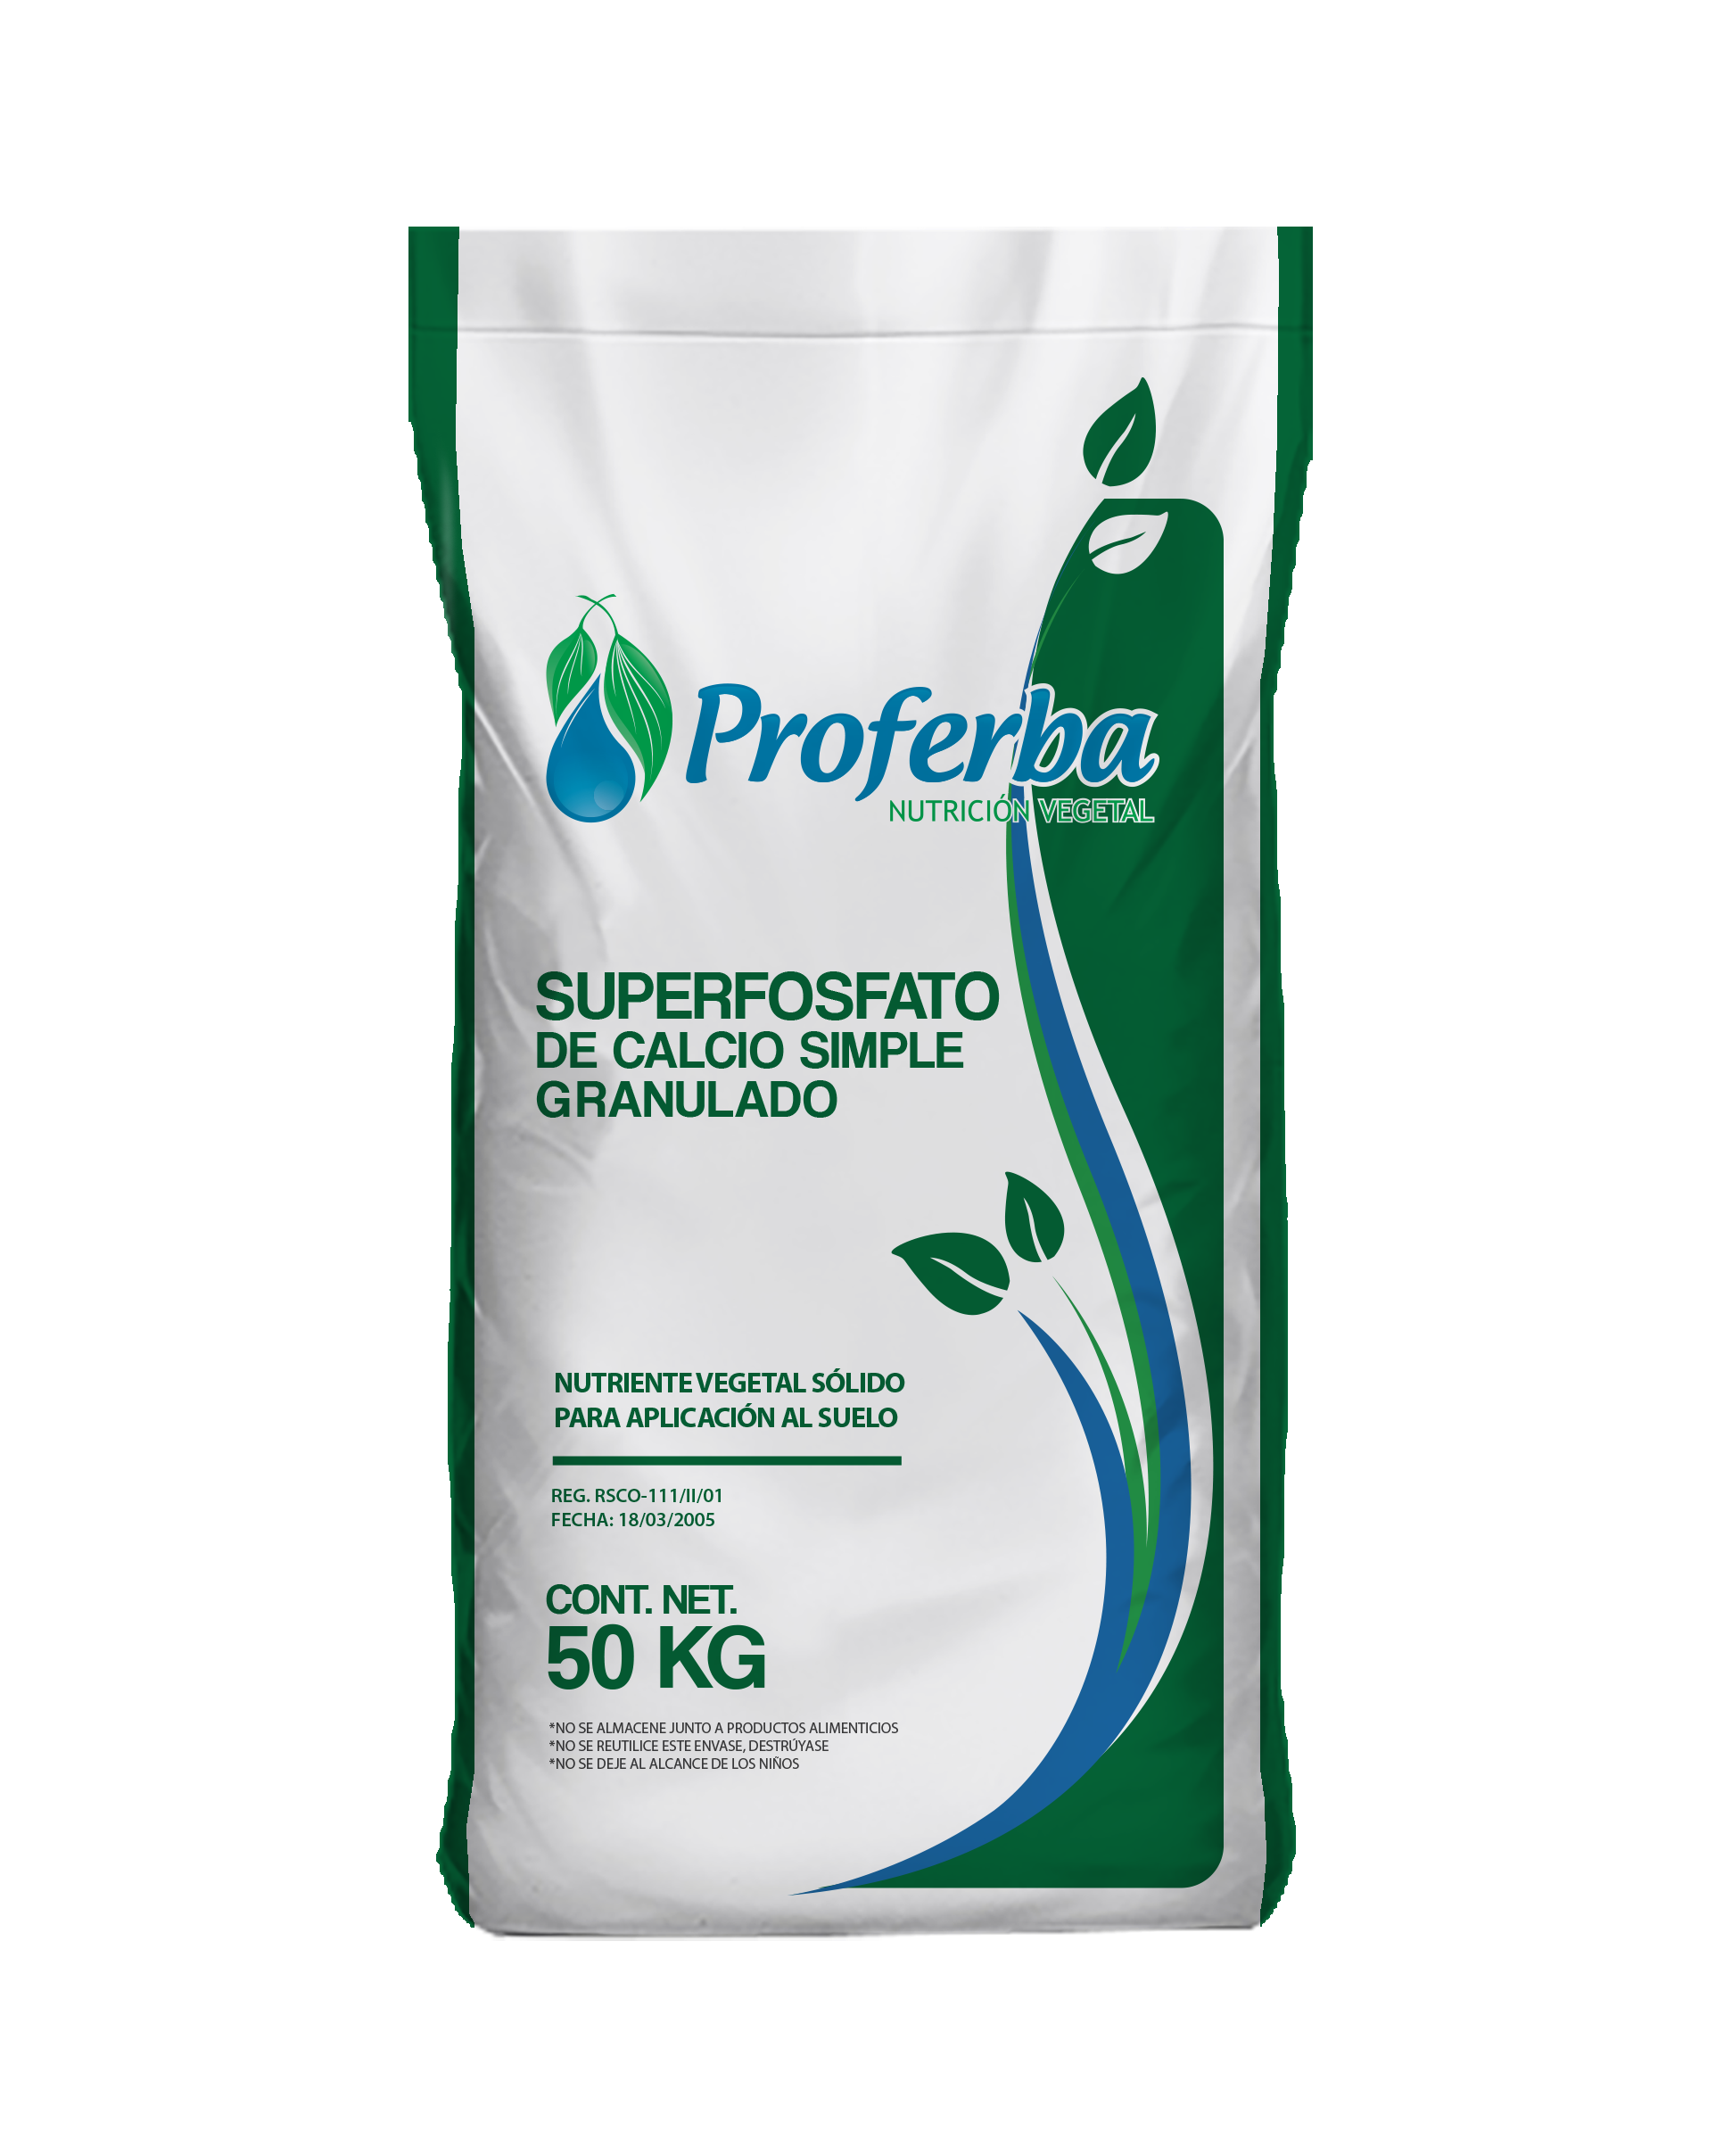 Proferba
NUTRICIÓN VEGETAL
SUPERFOSFATO
DE CALCIO SIMPLE
GRANULADO
NUTRIENTE VEGETAL SÓLIDO
PARA APLICACIÓN AL SUELO
REG. RSCO-111/II/01
FECHA: 18/03/2005
CONT. NET.
50 KG
*NO SE ALMACENE JUNTO A PRODUCTOS ALIMENTICIOS
*NO SE REUTILICE ESTE ENVASE, DESTRÚYASE
*NO SE DEJE AL ALCANCE DE LOS NIÑOS